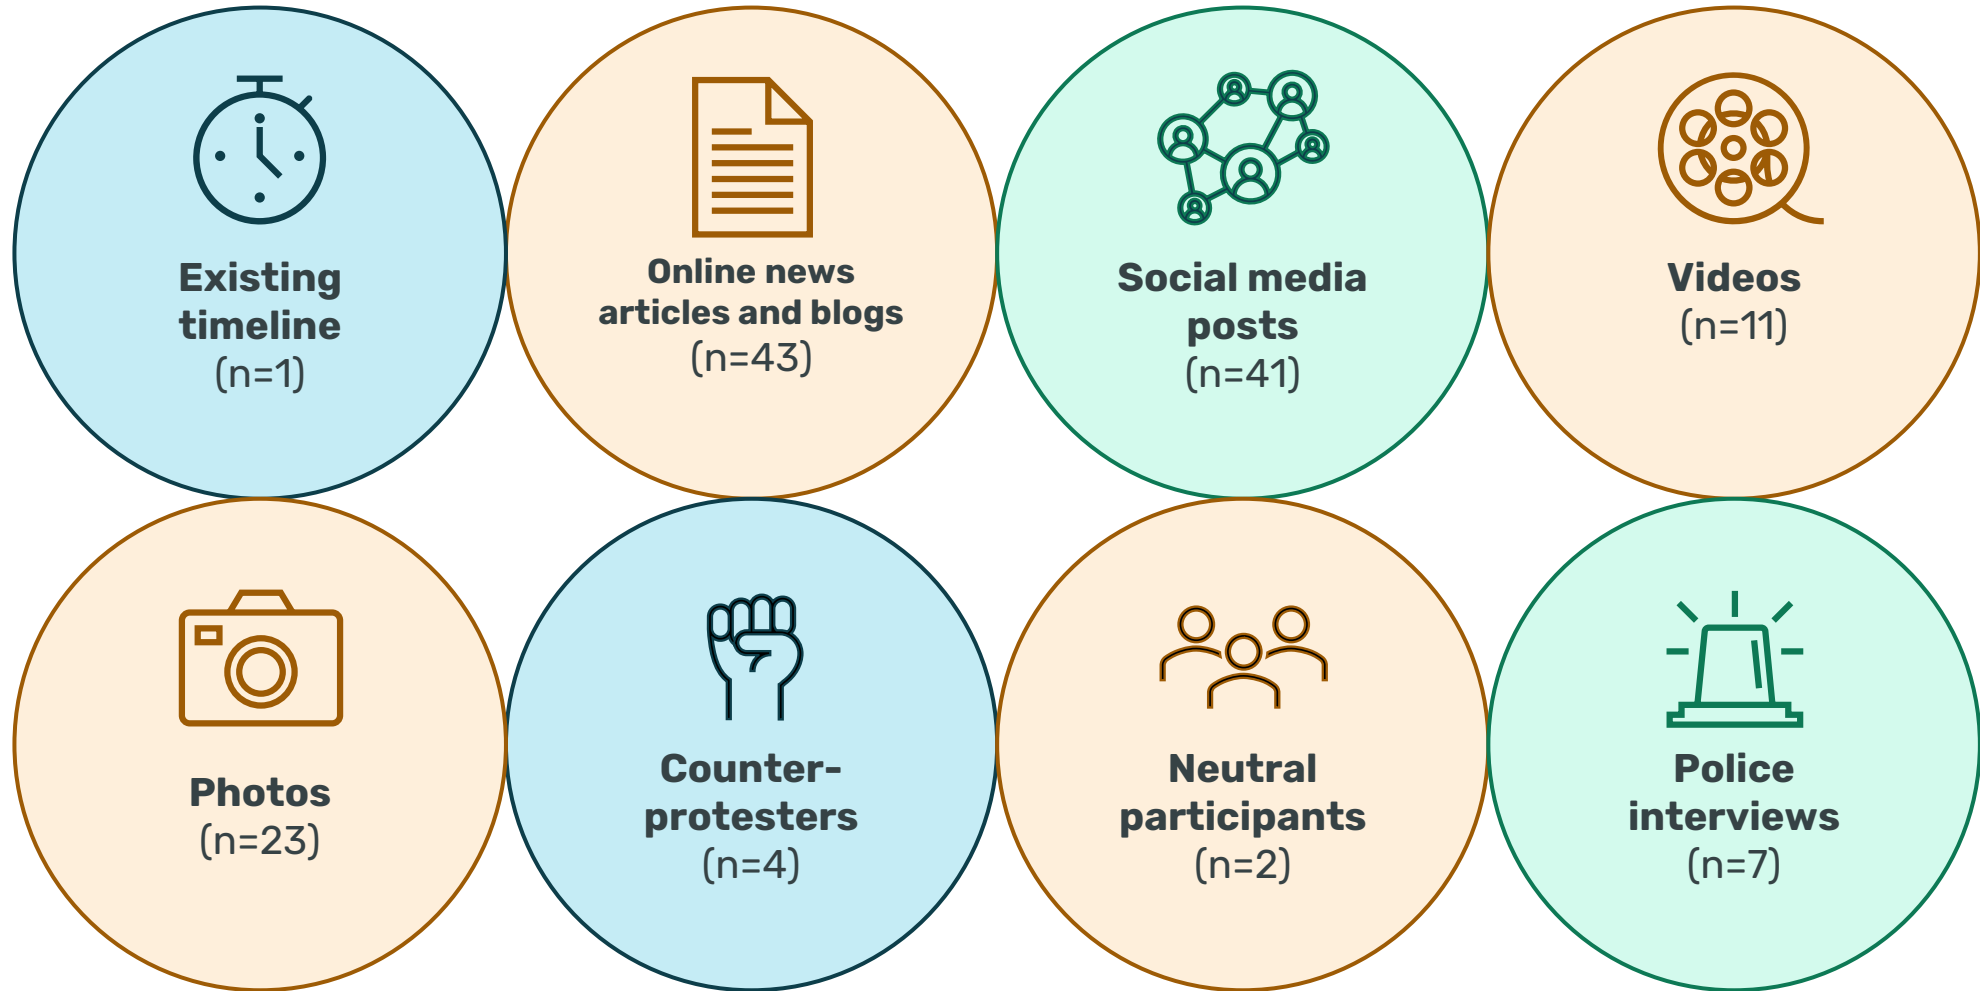 Existing
timeline
(n=1)
Online news
articles and blogs
(n=43)
Social media
posts
(n=41)
Videos
(n=11)
Photos
(n=23)
Counter-
protesters
(n=4)
Neutral
participants
(n=2)
Police
interviews
(n=7)